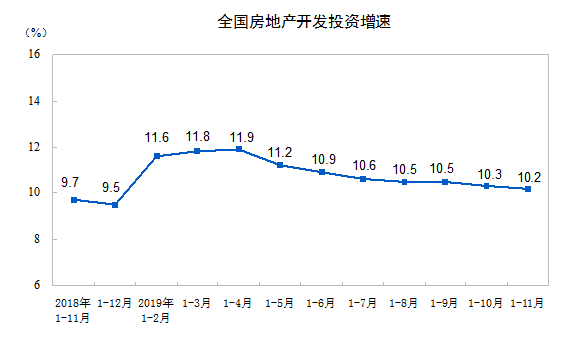 全国房地产开发投资增速
(%)
16
14
12
10
8
6
9.7
9.5
11.6
11.8
11.9
11.2
10.9
10.6
10.5
10.5
10.3
10.2
2018年
1-11月
1-12月
2019年
1-2月
1-3月
1-4月
1-5月
1-6月
1-7月
1-8月
1-9月
1-10月
1-11月